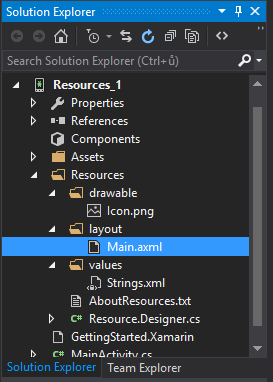 Solution Explorer
Search Solution Explorer (Ctrl+ů)
Resources_1
Properties
References
Components
Assets
Resources
drawable
Icon.png
layout
Main.axml
values
Strings.xml
AboutResources.txt
C# Resource.Designer.cs
GettingStarted.Xamarin
C# MainActivity.cs
Solution Explorer Team Explorer